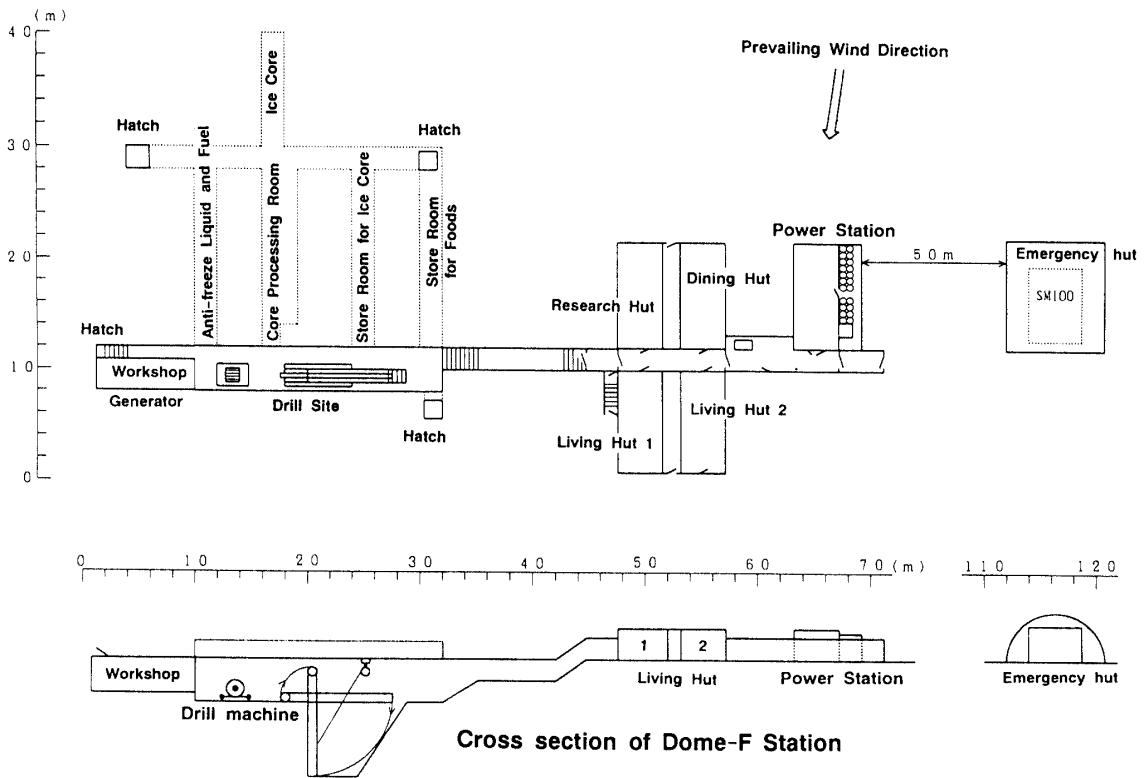 (m)
40
30
20
10
0
Prevailing Wind Direction
Ice Core
Hatch
Hatch
Anti-freeze Liquid and Fuel
Core Processing Room
Store Room for Ice Core
Store Room
for Foods
Power Station
50m
Emergency hut
SM100
Dining Hut
Research Hut
Hatch
Workshop
Generator
Drill Site
Hatch
Living Hut 1
Living Hut 2
0 10 20 30 40 50 60 70 (m) 110 120
Workshop
Drill machine
1 2
Living Hut
Power Station
Emergency hut
Cross section of Dome-F Station